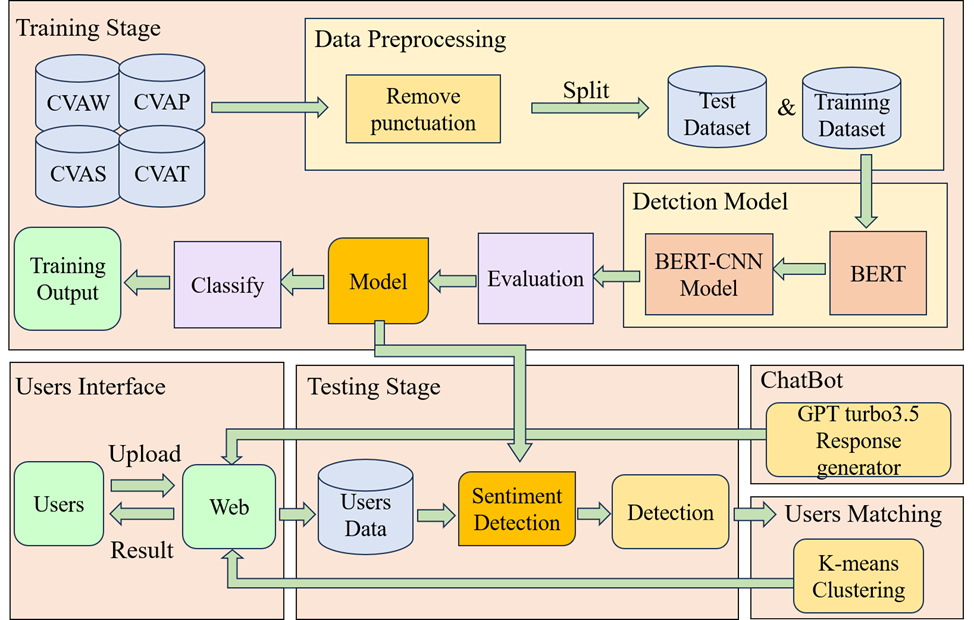 Training Stage
Data Preprocessing
CVAW
CVAP
CVAS
CVAT
Remove
punctuation
Split
Test
Dataset
&
Training
Dataset
Detction Model
BERT
BERT-CNN
Model
Evaluation
Model
Classify
Training
Output
Users Interface
Users
Upload
Result
Web
Testing Stage
Users
Data
Sentiment
Detection
Detection
ChatBot
GPT turbo3.5
Response
generator
Users Matching
K-means
Clustering